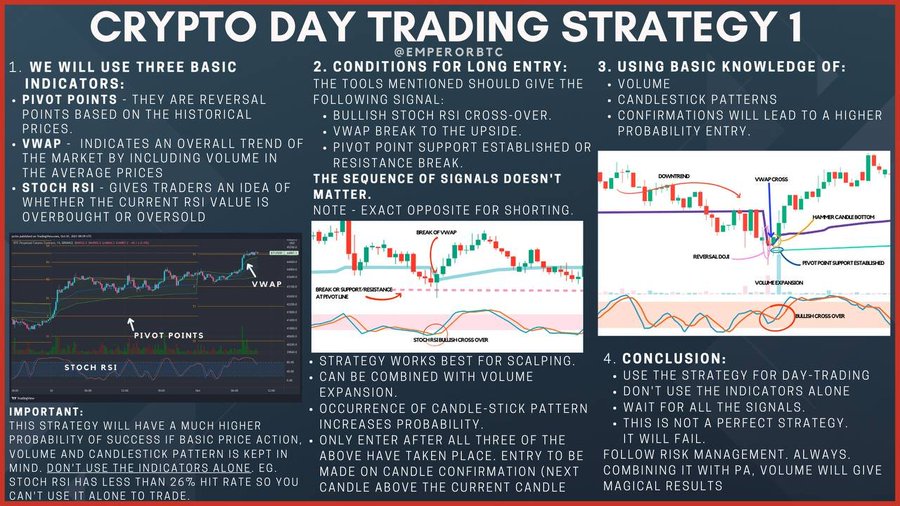 CRYPTO DAY TRADING STRATEGY 1
@EMPERORBTC
1. WE WILL USE THREE BASIC
INDICATORS:
• PIVOT POINTS - THEY ARE REVERSAL
POINTS BASED ON THE HISTORICAL
PRICES.
• VWAP - INDICATES AN OVERALL TREND OF
THE MARKET BY INCLUDING VOLUME IN
THE AVERAGE PRICES
• STOCH RSI - GIVES TRADERS AN IDEA OF
WHETHER THE CURRENT RSI VALUE IS
OVERBOUGHT OR OVERSOLD
VWAP
PIVOT POINTS
STOCH RSI
TradingView
IMPORTANT:
THIS STRATEGY WILL HAVE A MUCH HIGHER
PROBABILITY OF SUCCESS IF BASIC PRICE ACTION,
VOLUME AND CANDLESTICK PATTERN IS KEPT IN
MIND. DON'T USE THE INDICATORS ALONE. EG.
STOCH RSI HAS LESS THAN 26% HIT RATE SO YOU
CAN'T USE IT ALONE TO TRADE.
2. CONDITIONS FOR LONG ENTRY:
THE TOOLS MENTIONED SHOULD GIVE THE
FOLLOWING SIGNAL:
• BULLISH STOCH RSI CROSS-OVER.
• VWAP BREAK TO THE UPSIDE.
• PIVOT POINT SUPPORT ESTABLISHED OR
RESISTANCE BREAK.
THE SEQUENCE OF SIGNALS DOESN'T
MATTER.
NOTE - EXACT OPPOSITE FOR SHORTING.
BREAK OF VWAP
BREAK OR SUPPORT/RESISTANCE
AT PIVOT LINE
STOCH RSI BULLISH CROSS OVER
• STRATEGY WORKS BEST FOR SCALPING.
• CAN BE COMBINED WITH VOLUME
EXPANSION.
• OCCURRENCE OF CANDLE-STICK PATTERN
INCREASES PROBABILITY.
• ONLY ENTER AFTER ALL THREE OF THE
ABOVE HAVE TAKEN PLACE. ENTRY TO BE
MADE ON CANDLE CONFIRMATION (NEXT
CANDLE ABOVE THE CURRENT CANDLE
3. USING BASIC KNOWLEDGE OF:
• VOLUME
• CANDLESTICK PATTERNS
• CONFIRMATIONS WILL LEAD TO A HIGHER
PROBABILITY ENTRY.
DOWNTREND
VWAP CROSS
HAMMER CANDLE BOTTOM
REVERSAL DOJI
PIVOT POINT SUPPORT ESTABLISHED
VOLUME EXPANSION
BULLISH CROSS OVER
4. CONCLUSION:
• USE THE STRATEGY FOR DAY-TRADING
• DON'T USE THE INDICATORS ALONE
• WAIT FOR ALL THE SIGNALS.
• THIS IS NOT A PERFECT STRATEGY.
IT WILL FAIL.
FOLLOW RISK MANAGEMENT. ALWAYS.
COMBINING IT WITH PA, VOLUME WILL GIVE
MAGICAL RESULTS